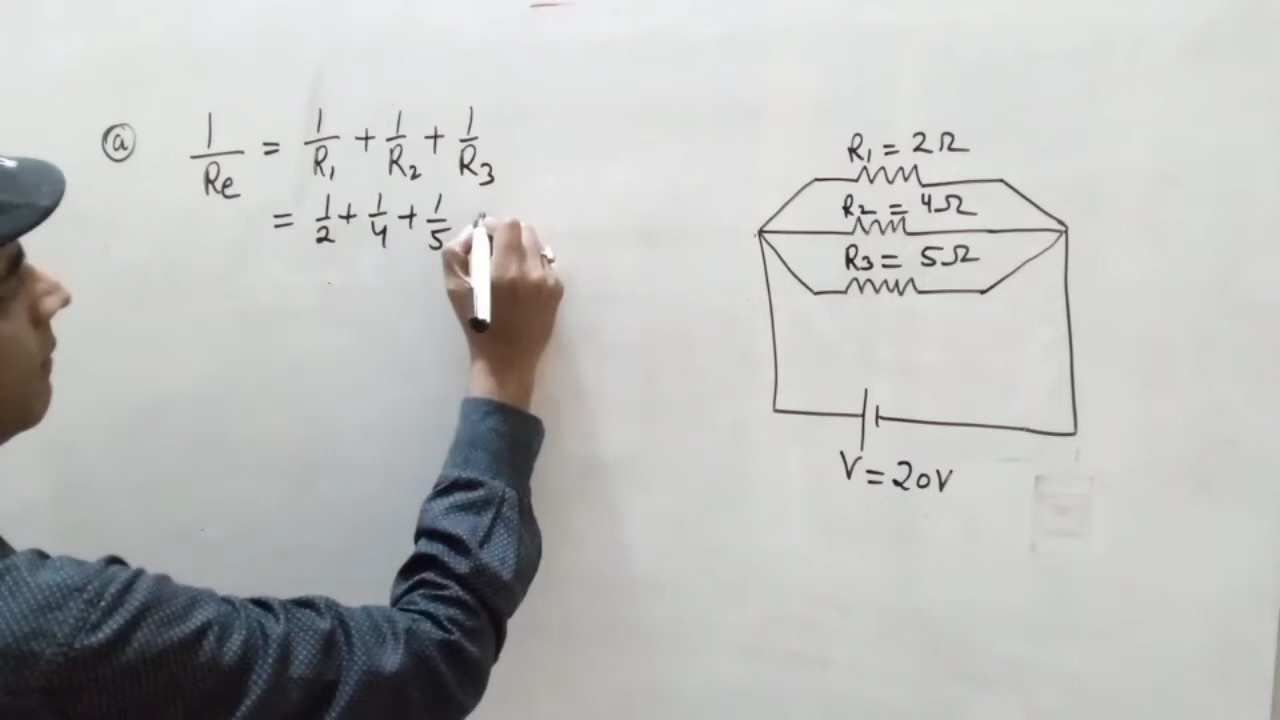 ⓐ 1/Re = 1/R₁ + 1/R₂ + 1/R₃
= 1/2 + 1/4 + 1/5
R₁ = 2Ω
R₂ = 4Ω
R₃ = 5Ω
V = 20V